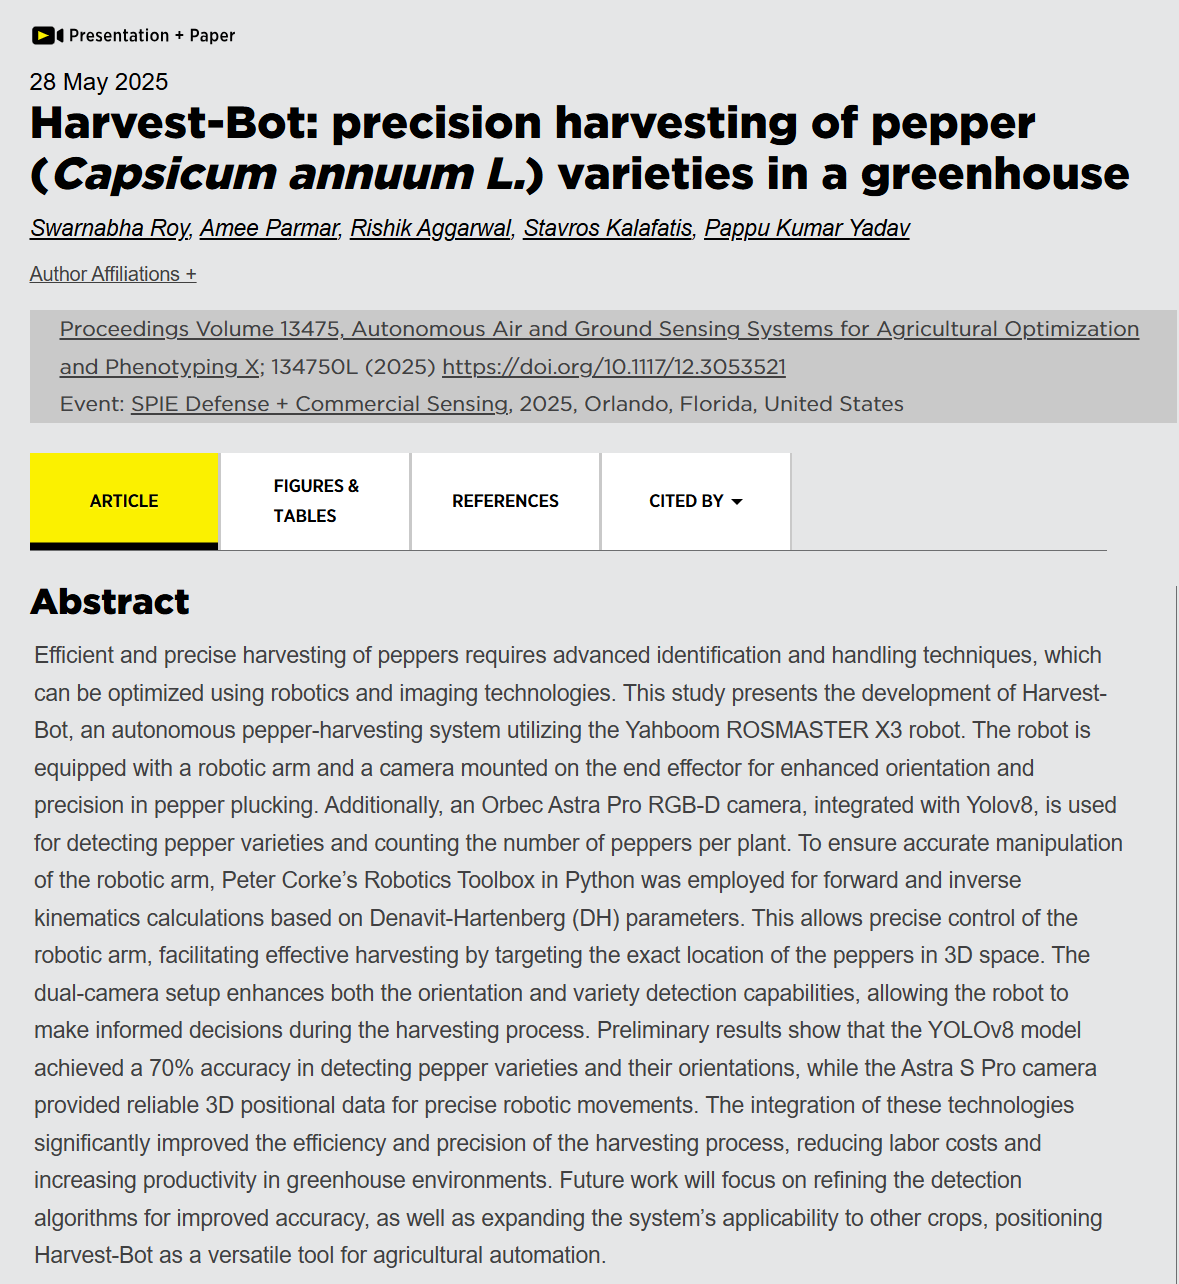 Presentation + Paper
28 May 2025
Harvest-Bot: precision harvesting of pepper
(Capsicum annuum L.) varieties in a greenhouse
Swarnabha Roy, Amee Parmar, Rishik Aggarwal, Stavros Kalafatis, Pappu Kumar Yadav
Author Affiliations +
Proceedings Volume 13475, Autonomous Air and Ground Sensing Systems for Agricultural Optimization
and Phenotyping X; 134750L (2025) https://doi.org/10.1117/12.3053521
Event: SPIE Defense + Commercial Sensing, 2025, Orlando, Florida, United States
ARTICLE
FIGURES &
TABLES
REFERENCES
CITED BY
Abstract
Efficient and precise harvesting of peppers requires advanced identification and handling techniques, which
can be optimized using robotics and imaging technologies. This study presents the development of Harvest-
Bot, an autonomous pepper-harvesting system utilizing the Yahboom ROSMASTER X3 robot. The robot is
equipped with a robotic arm and a camera mounted on the end effector for enhanced orientation and
precision in pepper plucking. Additionally, an Orbec Astra Pro RGB-D camera, integrated with Yolov8, is used
for detecting pepper varieties and counting the number of peppers per plant. To ensure accurate manipulation
of the robotic arm, Peter Corke’s Robotics Toolbox in Python was employed for forward and inverse
kinematics calculations based on Denavit-Hartenberg (DH) parameters. This allows precise control of the
robotic arm, facilitating effective harvesting by targeting the exact location of the peppers in 3D space. The
dual-camera setup enhances both the orientation and variety detection capabilities, allowing the robot to
make informed decisions during the harvesting process. Preliminary results show that the YOLOv8 model
achieved a 70% accuracy in detecting pepper varieties and their orientations, while the Astra S Pro camera
provided reliable 3D positional data for precise robotic movements. The integration of these technologies
significantly improved the efficiency and precision of the harvesting process, reducing labor costs and
increasing productivity in greenhouse environments. Future work will focus on refining the detection
algorithms for improved accuracy, as well as expanding the system’s applicability to other crops, positioning
Harvest-Bot as a versatile tool for agricultural automation.